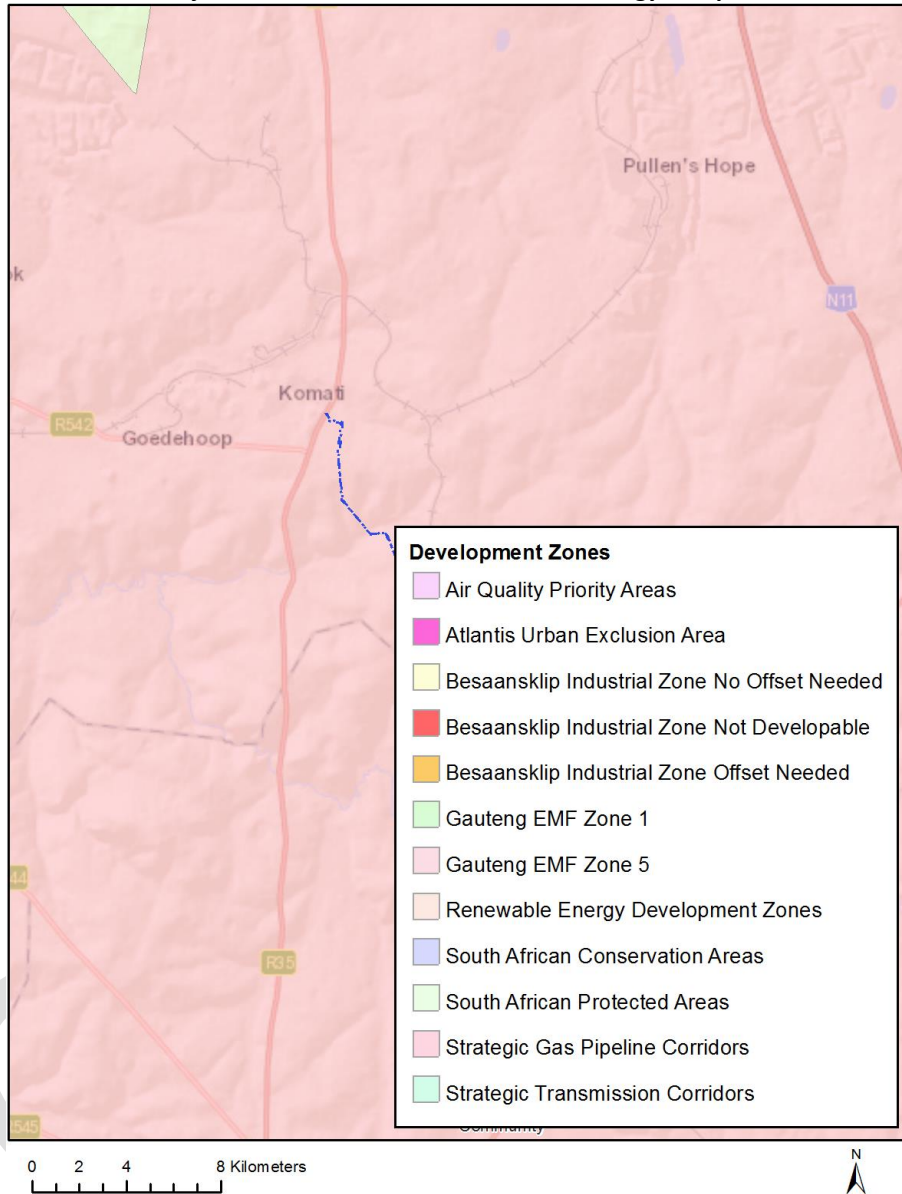 Pullen's Hope
k
N11
Komati
R542
Goedehoop
Development Zones
Air Quality Priority Areas
Atlantis Urban Exclusion Area
Besaansklip Industrial Zone No Offset Needed
Besaansklip Industrial Zone Not Developable
Besaansklip Industrial Zone Offset Needed
Gauteng EMF Zone 1
44
Gauteng EMF Zone 5
Renewable Energy Development Zones
R35
South African Conservation Areas
South African Protected Areas
Strategic Gas Pipeline Corridors
Strategic Transmission Corridors
545
Community
0 2 4 8 Kilometers
N